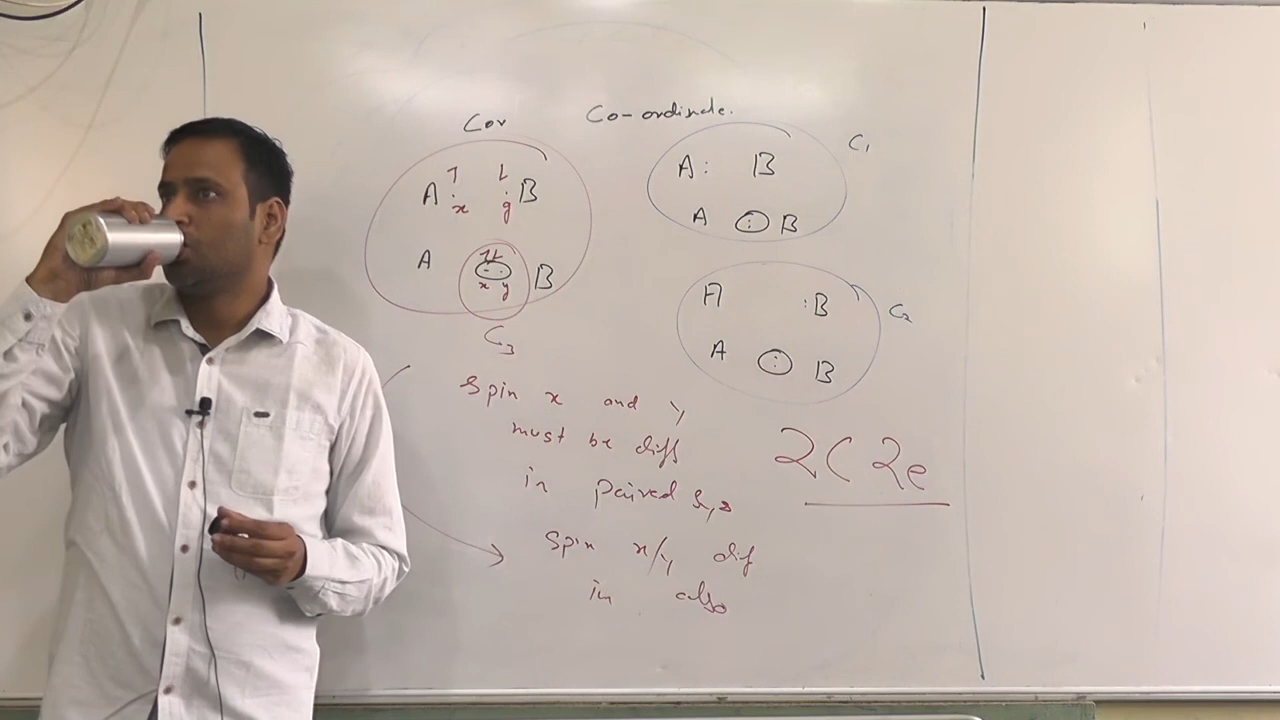 Cov
Co-ordinate.
A: B
C1
A : B
A . . B
x y
A .. B
x y
C3
A :B
C2
A : B
Spin x and y
must be diff
in paired
2C 2e
Spin x/y dif
in also